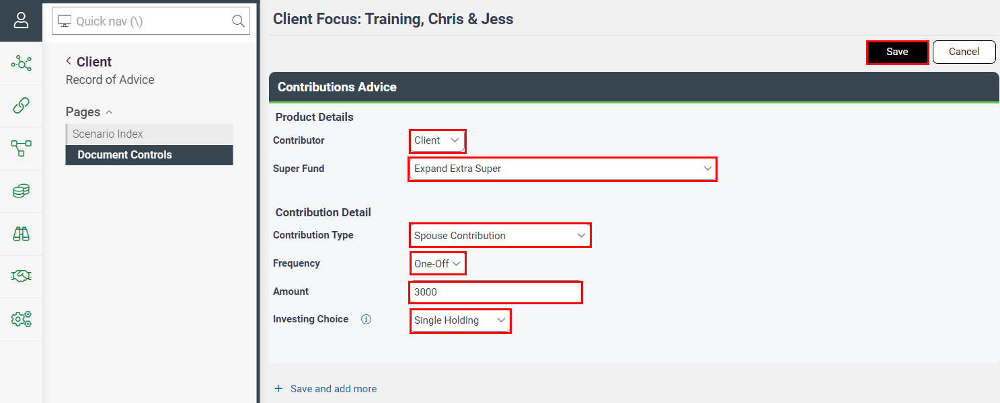 Quick nav (\)
Client
Record of Advice
Pages
Scenario Index
Document Controls
Client Focus: Training, Chris & Jess
Save
Cancel
Contributions Advice
Product Details
Contributor
Client
Super Fund
Expand Extra Super
Contribution Detail
Contribution Type
Spouse Contribution
Frequency
One-Off
Amount
3000
Investing Choice
Single Holding
+ Save and add more